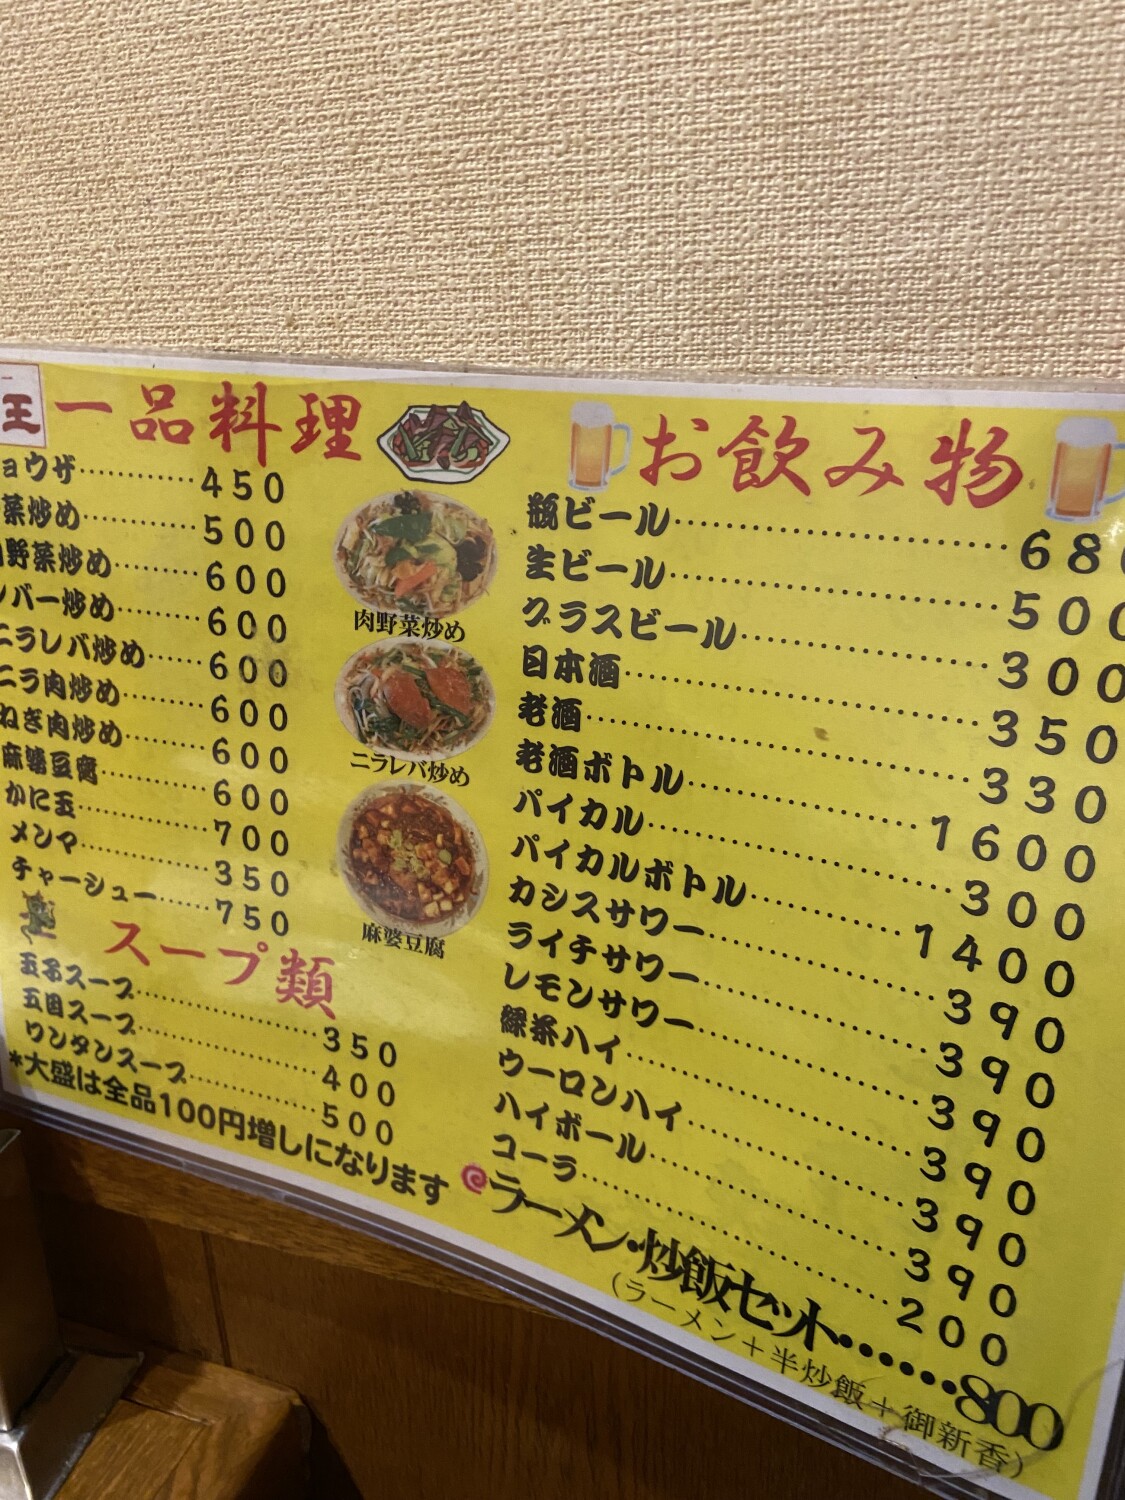 王
一品料理
ョウザ…………450
菜炒め…………500
野菜炒め………600
バー炒め………600
ニラレバ炒め……600
ニラ肉炒め………600
ねぎ肉炒め………600
麻婆豆腐…………600
かに玉……………700
メンマ……………350
チャーシュー……750
肉野菜炒め
ニラレバ炒め
麻婆豆腐
スープ類
玉子スープ………………350
五目スープ………………400
ワンタンスープ…………500
*大盛は全品100円増しになります
お飲み物
瓶ビール……………………68
生ビール……………………500
グラスビール………………300
日本酒………………………350
老酒…………………………330
老酒ボトル…………………1600
パイカル……………………300
パイカルボトル……………1400
カシスサワー………………390
ライチサワー………………390
レモンサワー………………390
緑茶ハイ……………………390
ウーロンハイ………………390
ハイボール…………………390
コーラ………………………200
ラーメン・炒飯セット……800
(ラーメン+半炒飯+御新香)